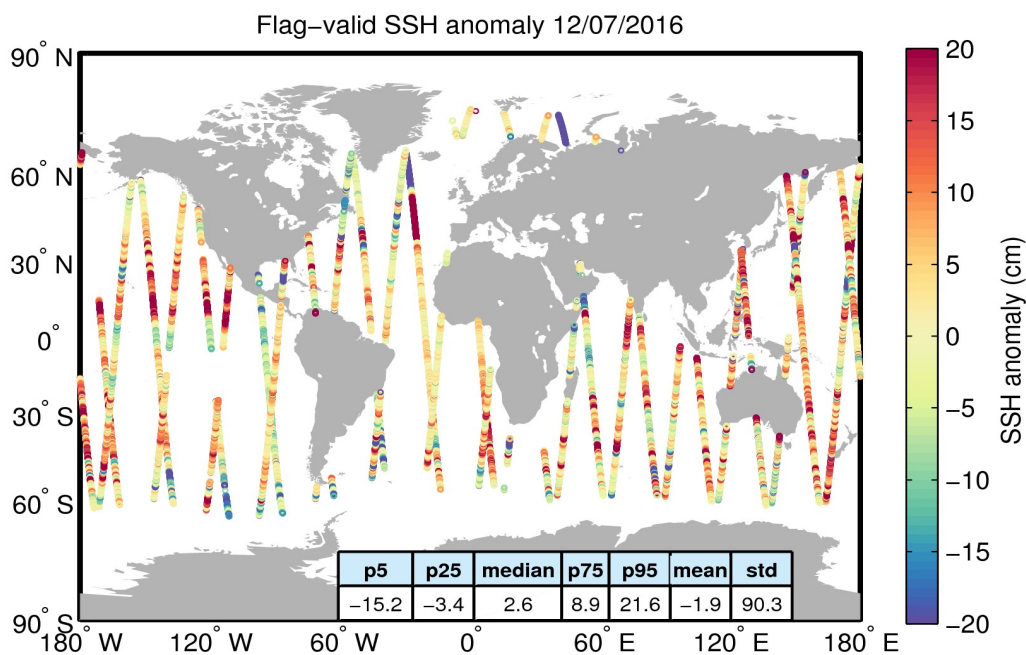 Flag−valid SSH anomaly 12/07/2016
90° N
60° N
30° N
0°
30° S
60° S
90° S
180° W
120° W
60° W
0°
60° E
120° E
180° E
p5 p25 median p75 p95 mean std
−15.2 −3.4 2.6 8.9 21.6 −1.9 90.3
20
15
10
5
0
−5
−10
−15
−20
SSH anomaly (cm)